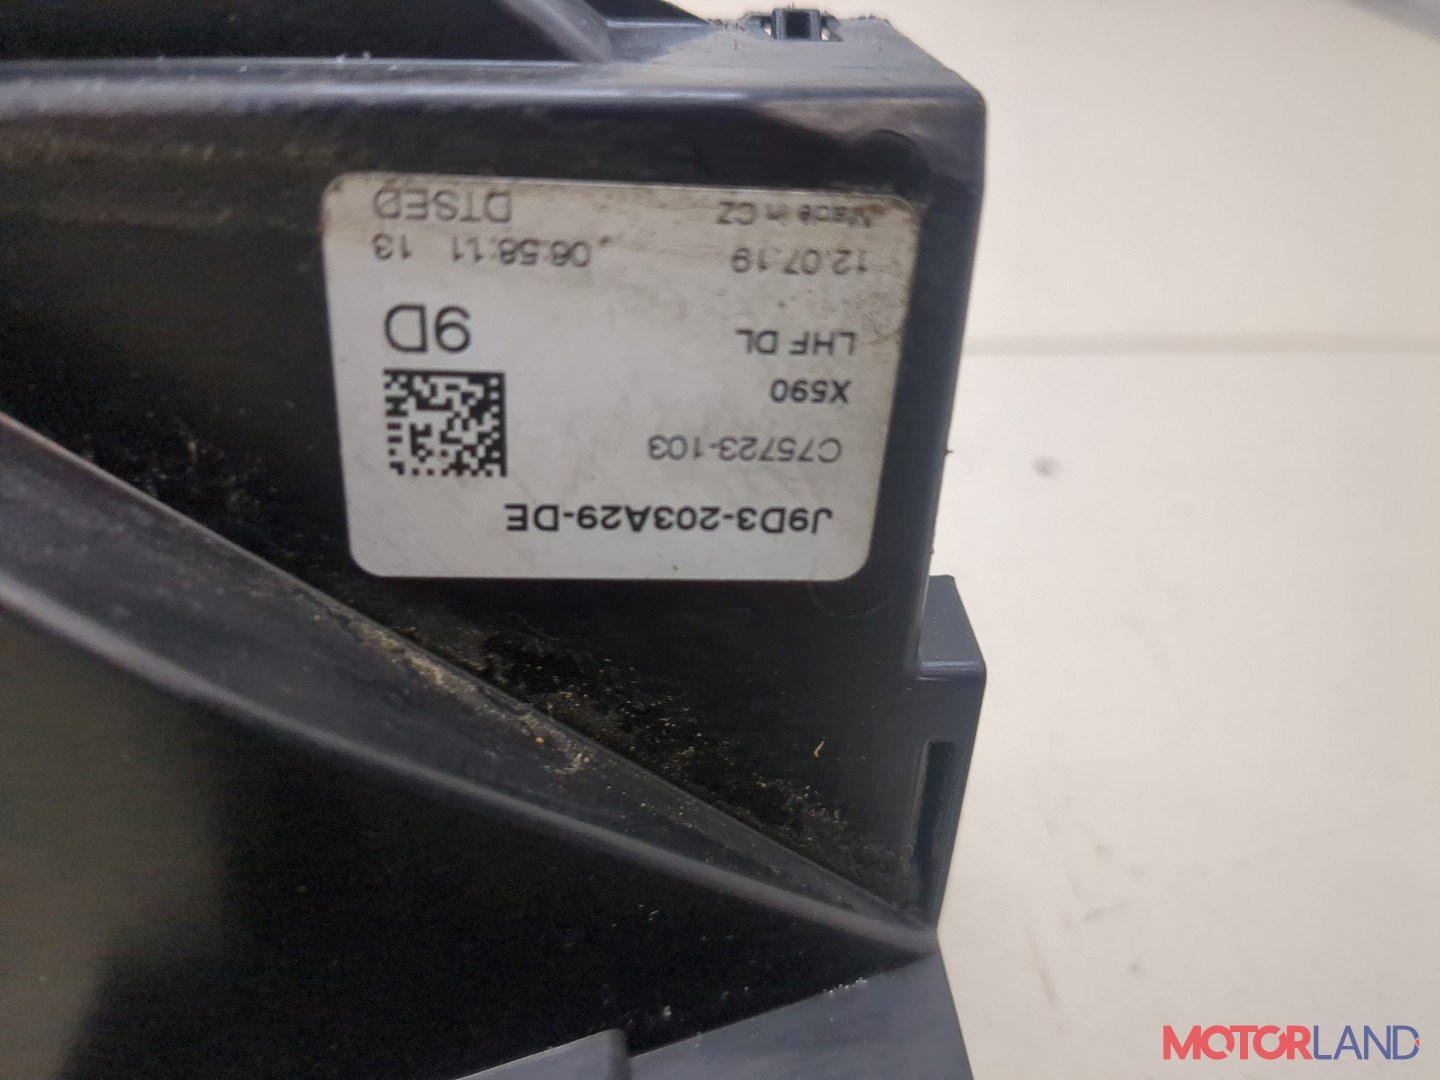 J9D3-203A29-DE
C75723-103
X590
LHF DL
9D
12.07.19 06:58:11 13
Made in CZ DTSED
MOTORLAND